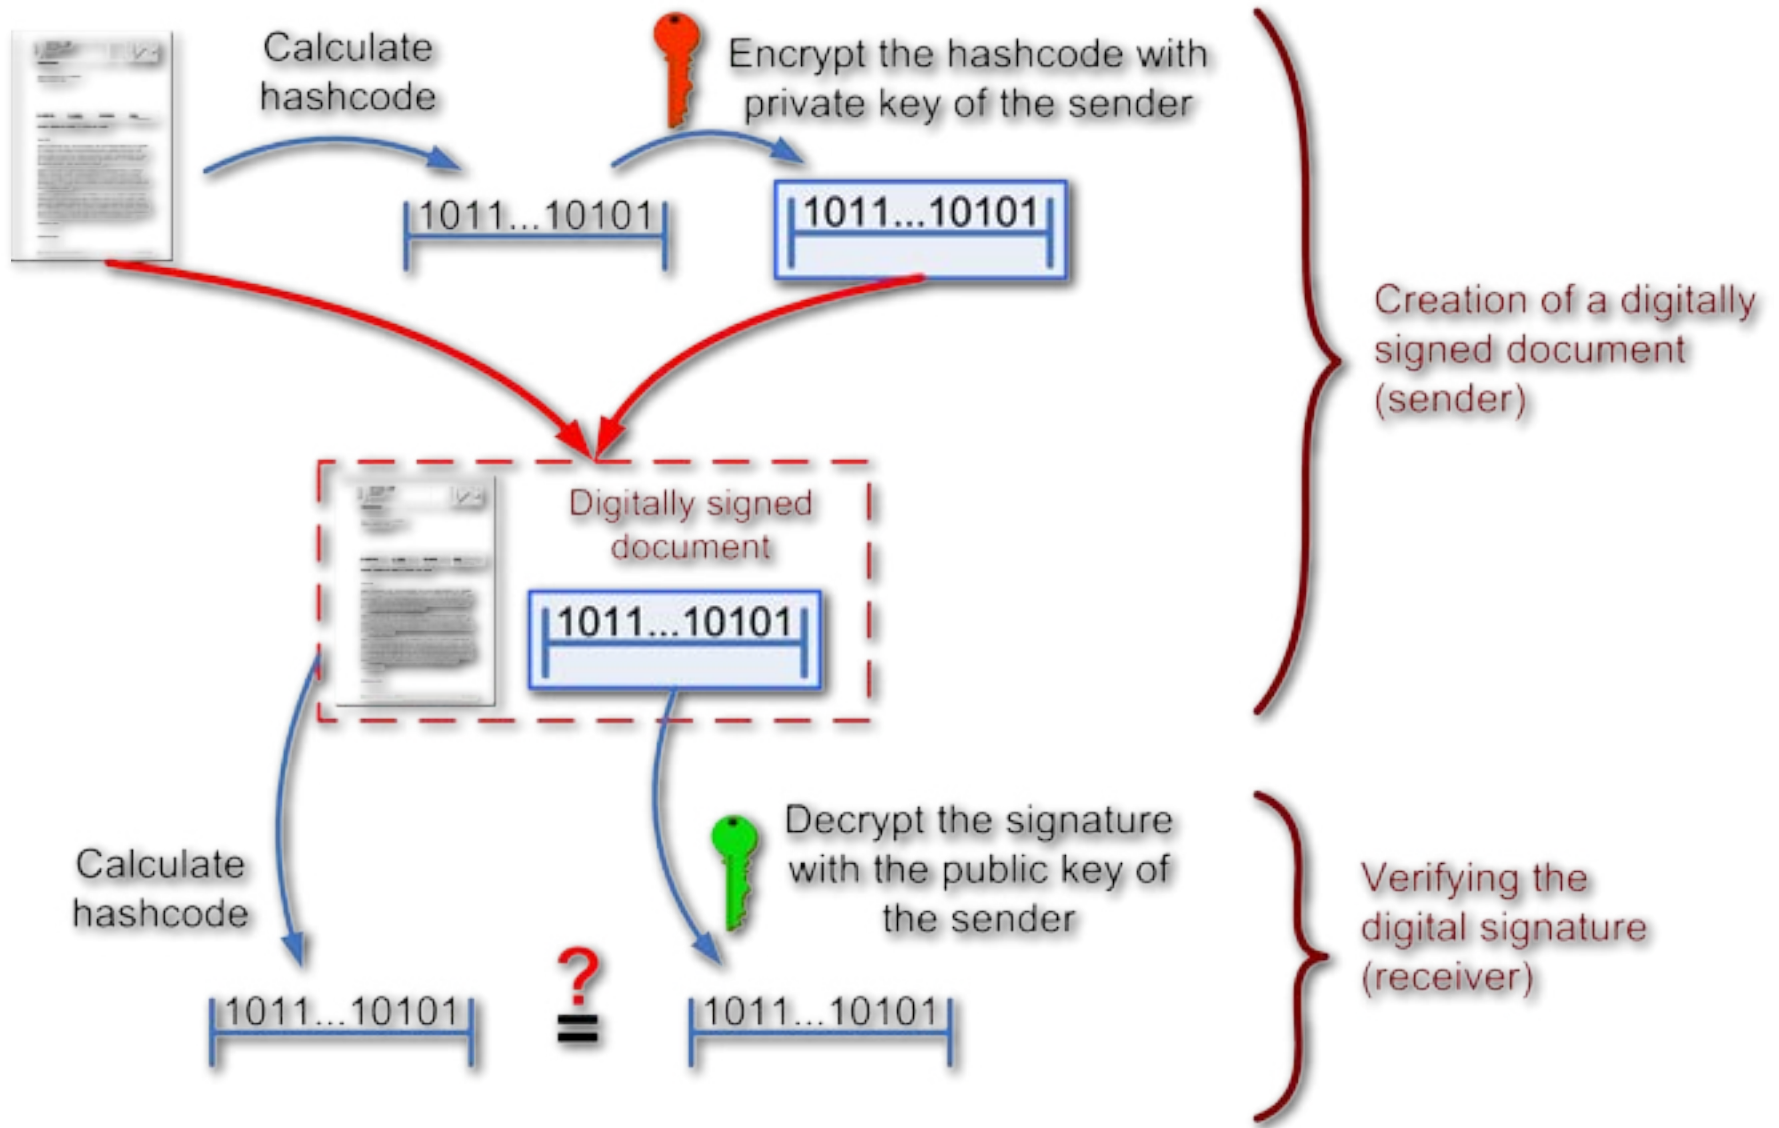 Calculate
hashcode
Encrypt the hashcode with
private key of the sender
1011...10101
1011...10101
Creation of a digitally
signed document
(sender)
Digitally signed
document
1011...10101
Calculate
hashcode
Decrypt the signature
with the public key of
the sender
Verifying the
digital signature
(receiver)
1011...10101
?
=
1011...10101